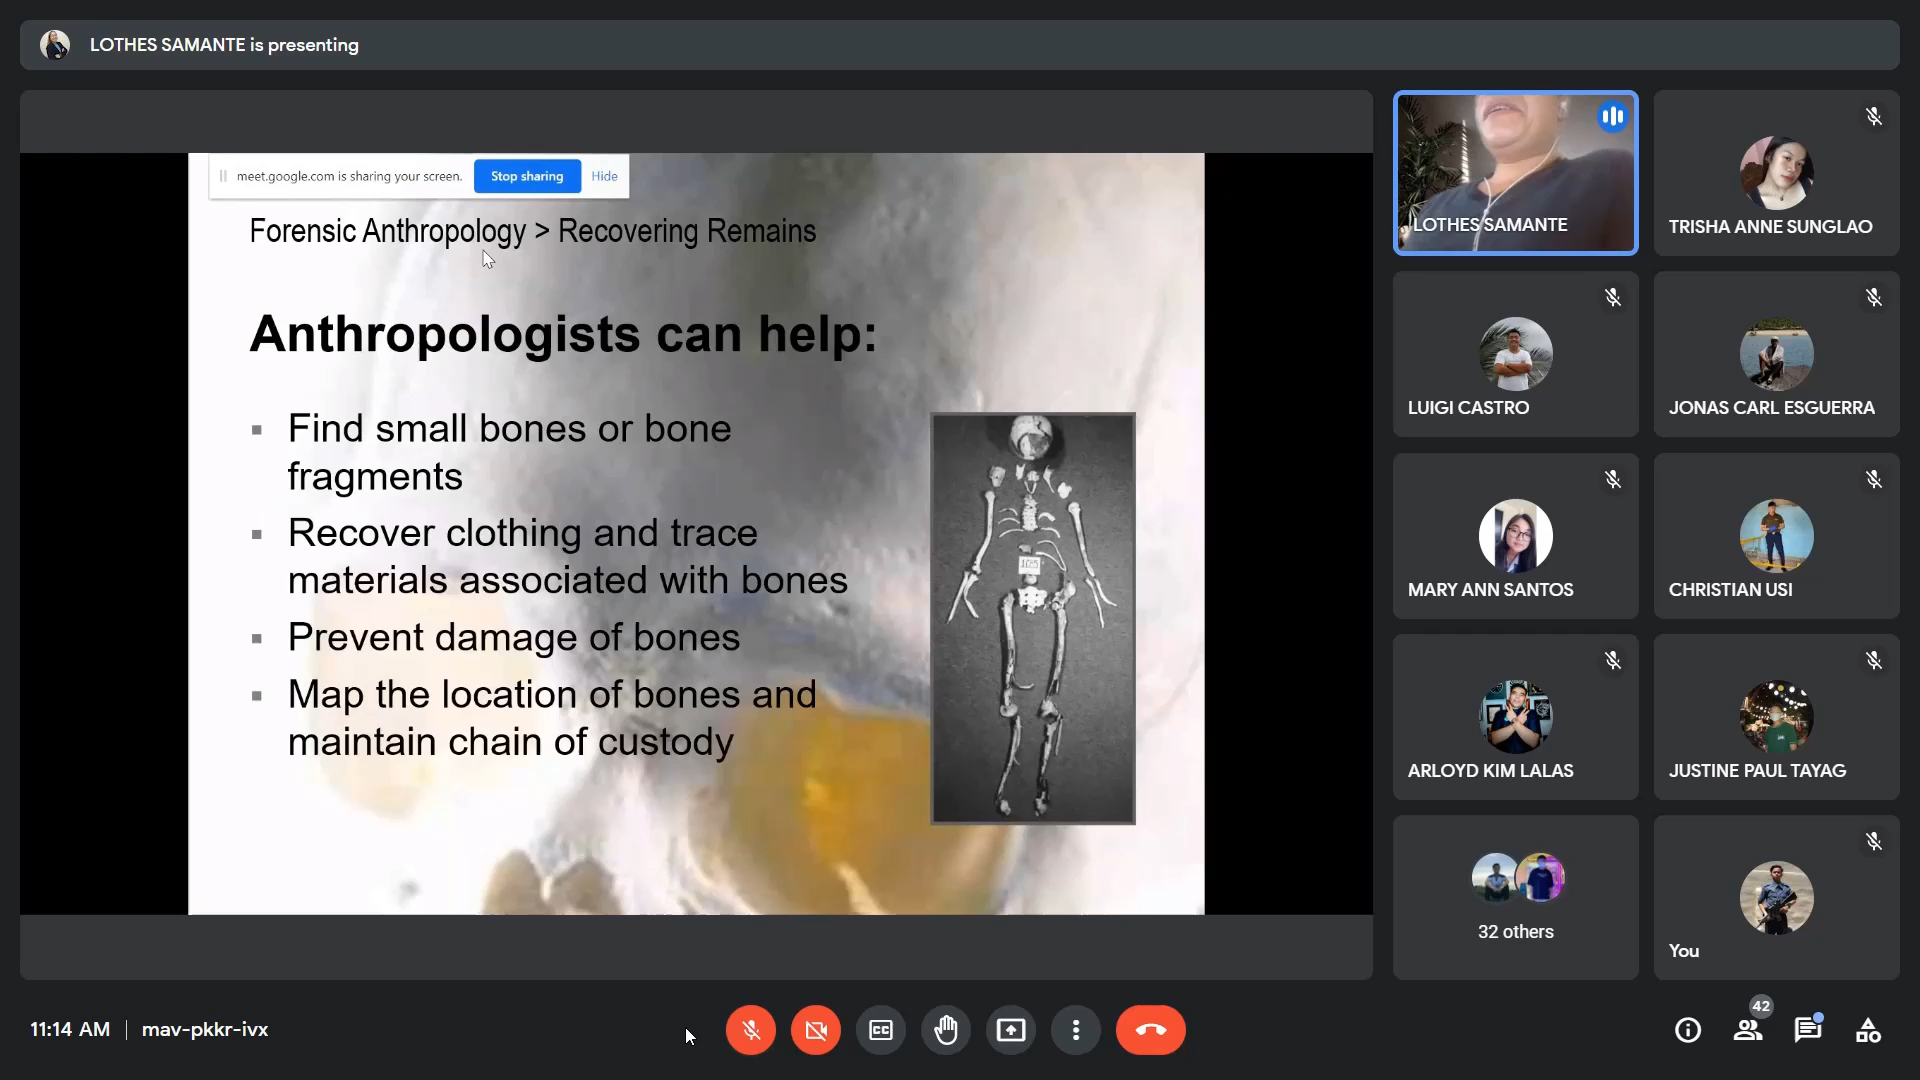 LOTHES SAMANTE is presenting
meet.google.com is sharing your screen.
Stop sharing
Hide
Forensic Anthropology > Recovering Remains
Anthropologists can help:
▪ Find small bones or bone
fragments
▪ Recover clothing and trace
materials associated with bones
▪ Prevent damage of bones
▪ Map the location of bones and
maintain chain of custody
LOTHES SAMANTE
TRISHA ANNE SUNGLAO
LUIGI CASTRO
JONAS CARL ESGUERRA
MARY ANN SANTOS
CHRISTIAN USI
ARLOYD KIM LALAS
JUSTINE PAUL TAYAG
32 others
You
11:14 AM | mav-pkkr-ivx
CC
42